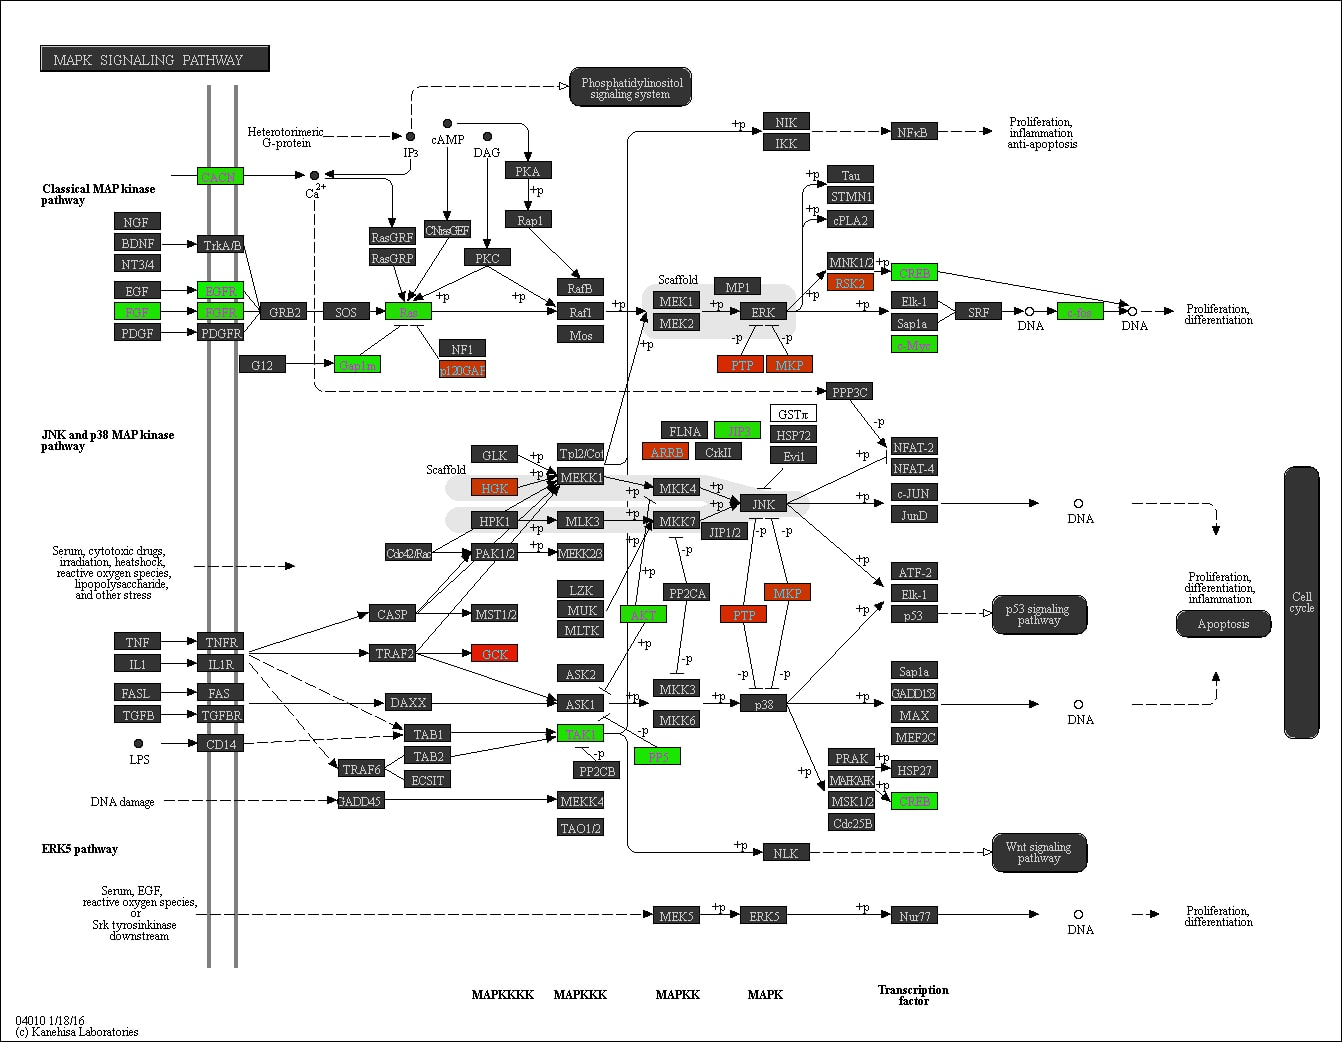 MAPK SIGNALING PATHWAY
Phosphatidylinositol
signaling system
Heterotorimeric
G-protein
IP3
cAMP
DAG
+p
NIK
IKK
NFκB
Proliferation,
inflammation
anti-apoptosis
Classical MAP kinase
pathway
CACN
Ca2+
PKA
+p
Rap1
+p
Tau
STMN1
+p
cPLA2
NGF
BDNF
NT3/4
TrkA/B
RasGRF
RasGRP
CNrasGEF
PKC
RafB
Scaffold
MP1
MNK1/2
+p
RSK2
CREB
EGF
EGFR
FGF
FGFR
PDGF
PDGFR
GRB2
SOS
Ras
+p
+p
Raf1
Mos
+p
MEK1
MEK2
+p
ERK
+p
+p
Elk-1
Sap1a
c-Myc
SRF
DNA
c-fos
DNA
Proliferation,
differentiation
G12
Gap1m
NF1
p120GAP
+p
-p
-p
PTP
MKP
PPP3C
-p
JNK and p38 MAP kinase
pathway
GSTπ
HSP72
Evi1
FLNA
JIP3
ARRB
CrkII
NFAT-2
NFAT-4
+p
GLK
+p
Tpl2/Cot
Scaffold
HGK
+p
MEKK1
+p
MKK4
+p
JNK
+p
c-JUN
JunD
DNA
HPK1
+p
MLK3
+p
MKK7
+p
JIP1/2
-p
-p
Cdc42/Rac
PAK1/2
+p
MEKK2/3
+p
-p
+p
Serum, cytotoxic drugs,
irradiation, heatshock,
reactive oxygen species,
lipopolysaccharide,
and other stress
LZK
MUK
MLTK
+p
PP2CA
AKT
MKP
PTP
ATF-2
Elk-1
p53
+p
p53 signaling
pathway
Proliferation,
differentiation,
inflammation
Apoptosis
Cell
cycle
CASP
MST1/2
TNF
TNFR
IL1
IL1R
TRAF2
GCK
+p
-p
-p
-p
FASL
FAS
TGFB
TGFBR
DAXX
ASK2
ASK1
+p
MKK3
MKK6
+p
p38
+p
Sap1a
GADD153
MAX
MEF2C
DNA
LPS
CD14
TAB1
TAB2
ECSIT
TRAF6
TAK1
-p
PP2CB
-p
PP5
+p
PRAK
MAPKAPK
MSK1/2
Cdc25B
+p
+p
HSP27
CREB
DNA damage
GADD45
MEKK4
TAO1/2
ERK5 pathway
+p
NLK
Wnt signaling
pathway
Serum, EGF,
reactive oxygen species,
or
Srk tyrosinkinase
downstream
MEK5
+p
ERK5
+p
Nur77
DNA
Proliferation,
differentiation
MAPKKKK
MAPKKK
MAPKK
MAPK
Transcription
factor
04010 1/18/16
(c) Kanehisa Laboratories